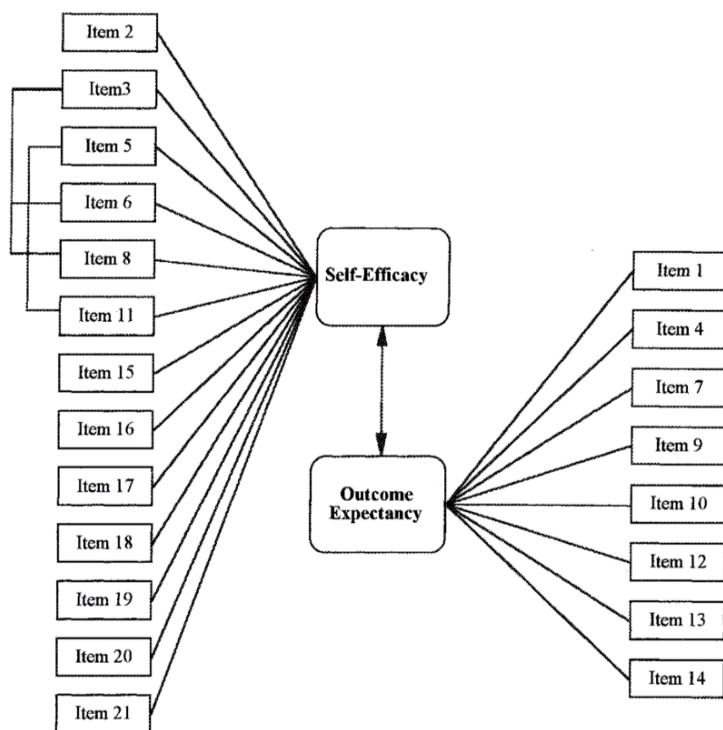 Item 2
Item3
Item 5
Item 6
Item 8
Item 11
Item 15
Item 16
Item 17
Item 18
Item 19
Item 20
Item 21
Self-Efficacy
Outcome
Expectancy
Item 1
Item 4
Item 7
Item 9
Item 10
Item 12
Item 13
Item 14